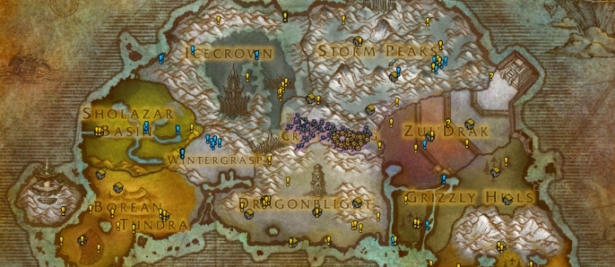 ICECROWN
STORM PEAKS
SHOLAZAR
BASIN
ZUL'DRAK
WINTERGRASP
DRAGONBLIGHT
GRIZZLY HILLS
BOREAN
TUNDRA